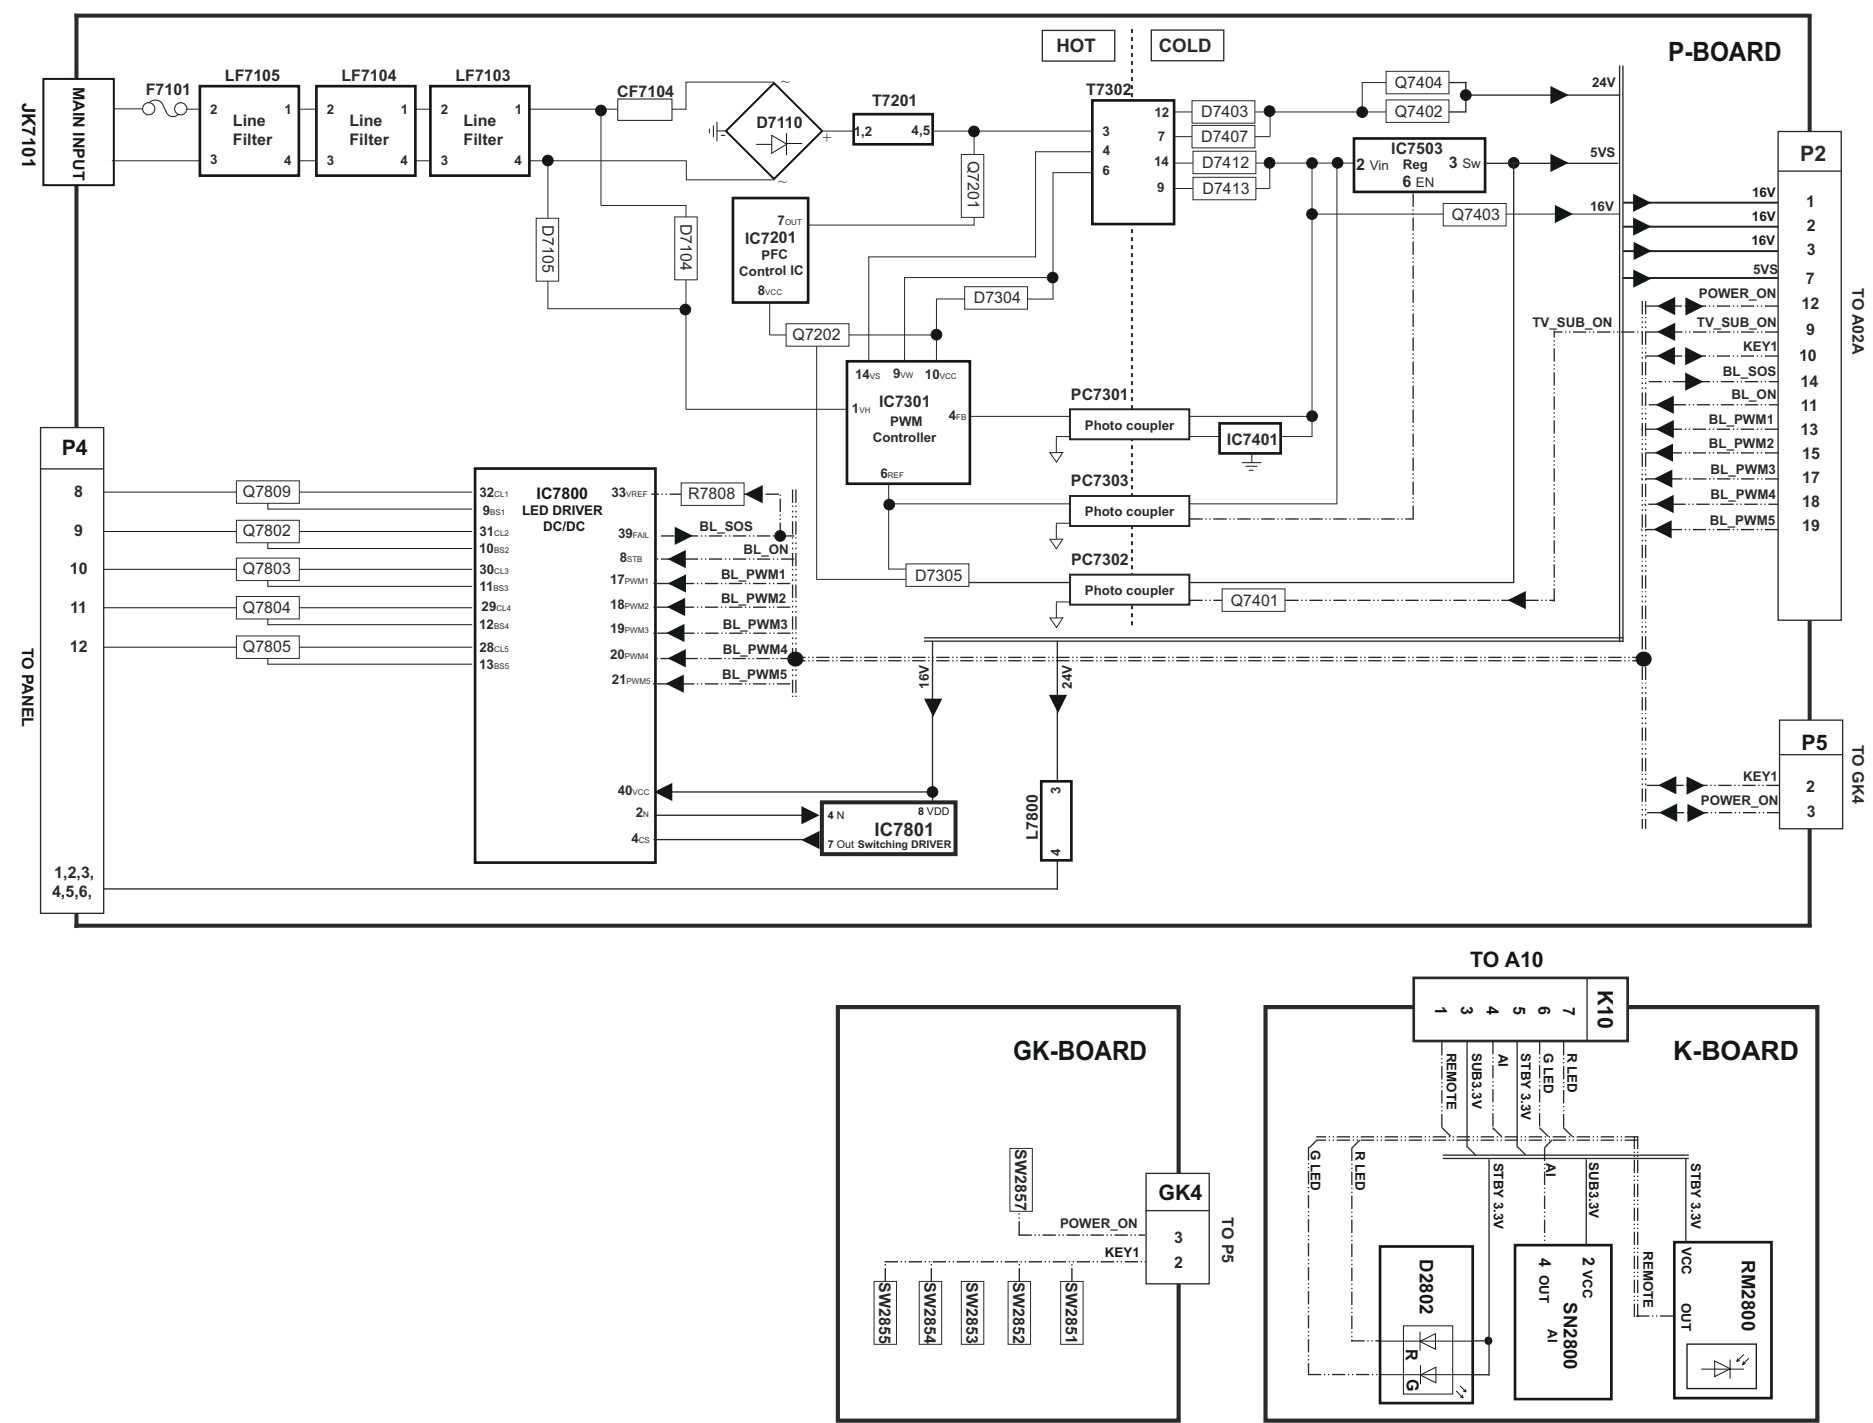 HOT
COLD
P-BOARD
JK7101
MAIN INPUT
F7101
LF7105
2 1
Line
Filter
3 4
LF7104
2 1
Line
Filter
3 4
LF7103
2 1
Line
Filter
3 4
CF7104
D7110
~
~
+
-
T7201
1,2 4,5
Q7201
D7105
D7104
7OUT
IC7201
PFC
Control IC
8VCC
Q7202
D7304
T7302
3
4
6
12
7
14
9
D7403
D7407
D7412
D7413
Q7404
Q7402
24V
IC7503
2 Vin Reg 3 Sw
6 EN
5VS
Q7403
16V
14VS 9VW 10VCC
1VH
IC7301
PWM
Controller
4FB
6REF
PC7301
Photo coupler
IC7401
PC7303
Photo coupler
PC7302
Photo coupler
D7305
Q7401
TV_SUB_ON
P2
TO A02A
16V 1
16V 2
16V 3
5VS 7
POWER_ON 12
TV_SUB_ON 9
KEY1 10
BL_SOS 14
BL_ON 11
BL_PWM1 13
BL_PWM2 15
BL_PWM3 17
BL_PWM4 18
BL_PWM5 19
P4
TO PANEL
8
9
10
11
12
1,2,3,
4,5,6,
Q7809
Q7802
Q7803
Q7804
Q7805
IC7800
LED DRIVER
DC/DC
32CL1
9BS1
31CL2
10BS2
30CL3
11BS3
29CL4
12BS4
28CL5
13BS5
33VREF
R7808
39FAIL
BL_SOS
8STB
BL_ON
17PWM1
BL_PWM1
18PWM2
BL_PWM2
19PWM3
BL_PWM3
20PWM4
BL_PWM4
21PWM5
BL_PWM5
40VCC
2N
4CS
16V
24V
4 N 8 VDD
IC7801
7 Out Switching DRIVER
L7800
3
4
P5
TO GK4
KEY1 2
POWER_ON 3
GK-BOARD
SW2857
GK4
TO P5
POWER_ON 3
KEY1 2
SW2855
SW2854
SW2853
SW2852
SW2851
TO A10
K10
1 3 4 5 6 7
K-BOARD
REMOTE
SUB3.3V
AI
STBY 3.3V
G LED
R LED
G LED
R LED
STBY 3.3V
AI
SUB3.3V
STBY 3.3V
REMOTE
D2802
R
G
2 VCC
4 OUT
SN2800
AI
VCC
OUT
RM2800